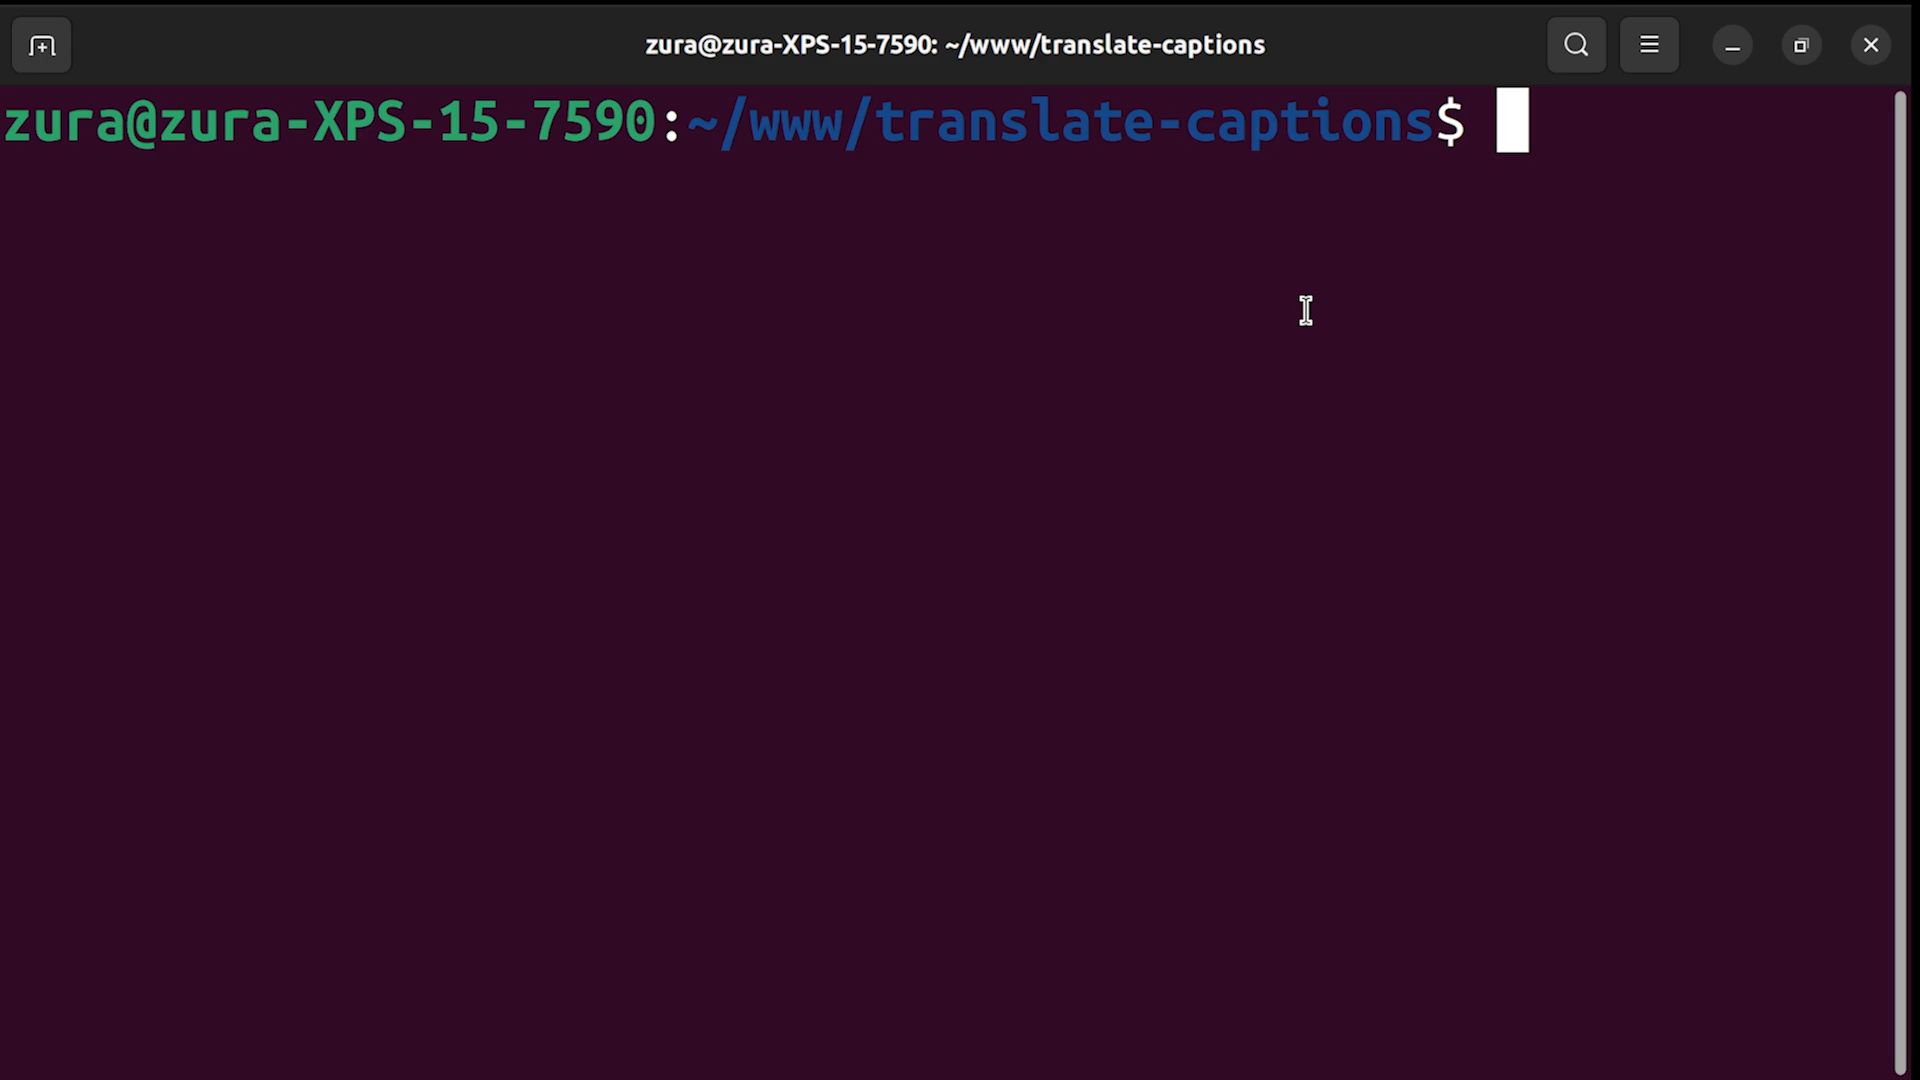 zura@zura-XPS-15-7590: ~/www/translate-captions
zura@zura-XPS-15-7590:~/www/translate-captions$